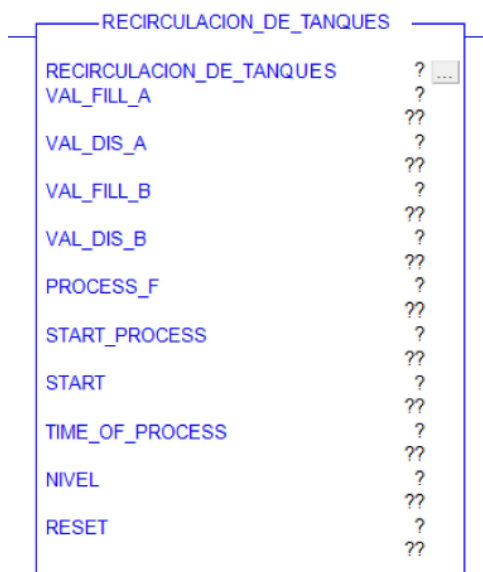 RECIRCULACION_DE_TANQUES
RECIRCULACION_DE_TANQUES ? ...
VAL_FILL_A ?
??
VAL_DIS_A ?
??
VAL_FILL_B ?
??
VAL_DIS_B ?
??
PROCESS_F ?
??
START_PROCESS ?
??
START ?
??
TIME_OF_PROCESS ?
??
NIVEL ?
??
RESET ?
??